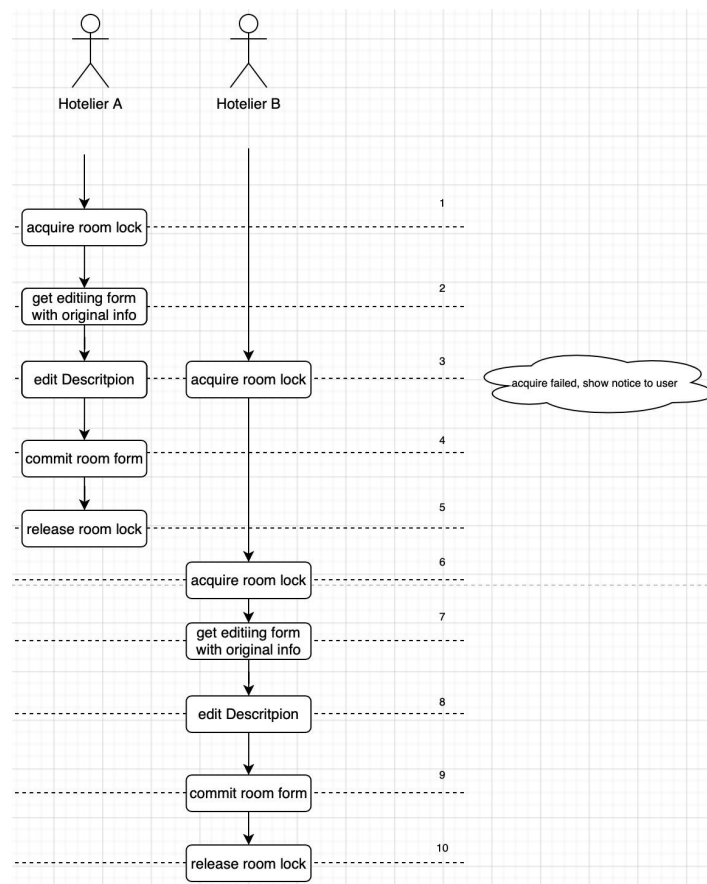 Hotelier A
Hotelier B
1
acquire room lock
2
get editiing form
with original info
3
edit Descritpion
acquire room lock
acquire failed, show notice to user
4
commit room form
5
release room lock
6
acquire room lock
7
get editiing form
with original info
8
edit Descritpion
9
commit room form
10
release room lock